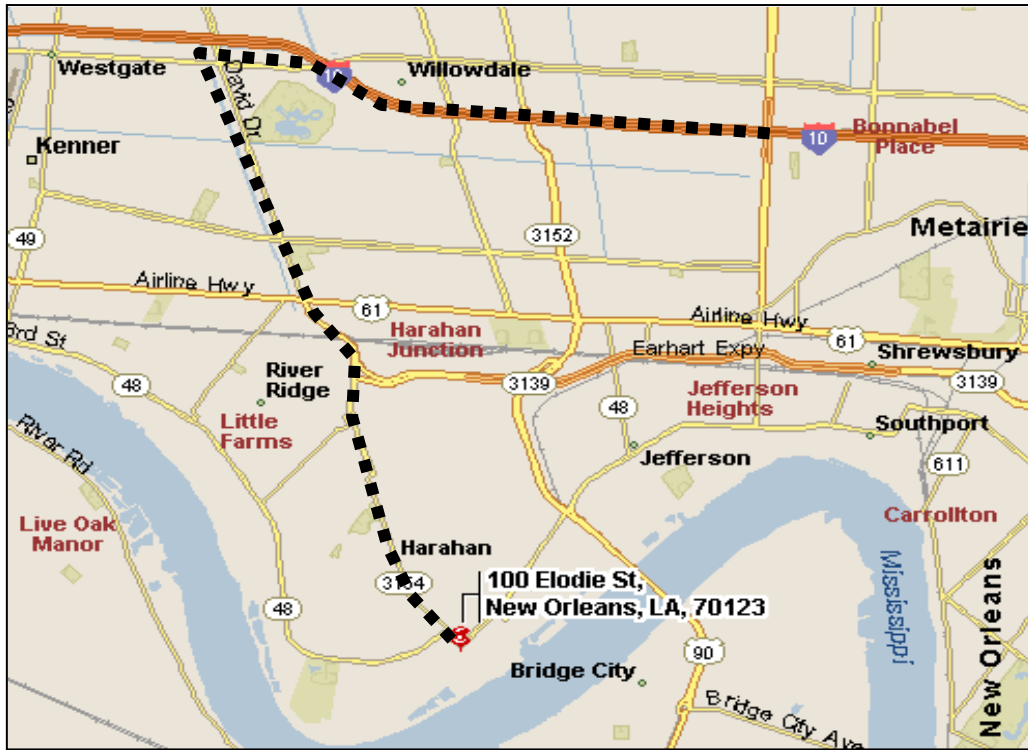 Westgate
10
Willowdale
David Dr
10
Bonnabel
Place
Kenner
49
3152
Metairie
Airline Hwy
61
Airline Hwy
61
3rd St
48
Harahan
Junction
Earhart Expy
Shrewsbury
River
Ridge
3139
Jefferson
Heights
3139
Little
Farms
48
Southport
River Rd
Jefferson
611
Live Oak
Manor
Carrollton
Harahan
3154
100 Elodie St,
New Orleans, LA, 70123
48
Mississippi
New Orleans
90
Bridge City
Bridge City Ave